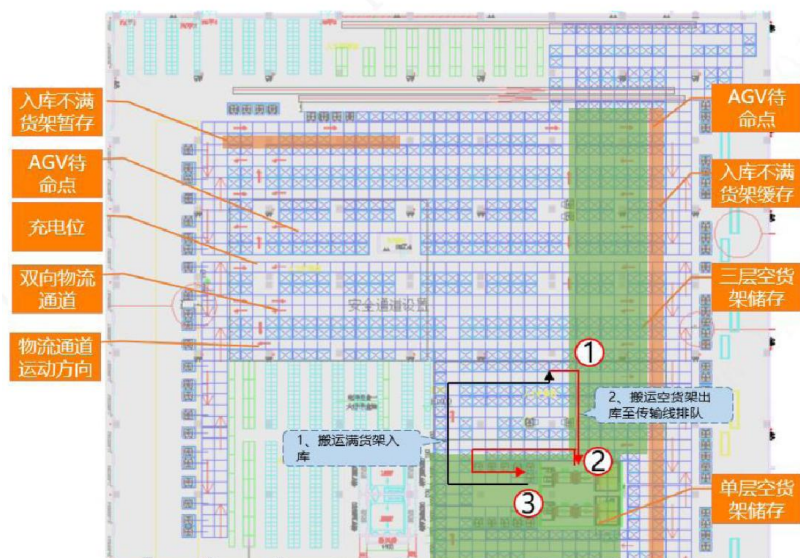 入库不满
货架暂存
AGV待
命点
充电位
双向物流
通道
物流通道
运动方向
AGV待
命点
入库不满
货架缓存
三层空货
架储存
单层空货
架储存
安全通道设置
①
2、搬运空货架出
库至传输线排队
1、搬运满货架入
库
②
③